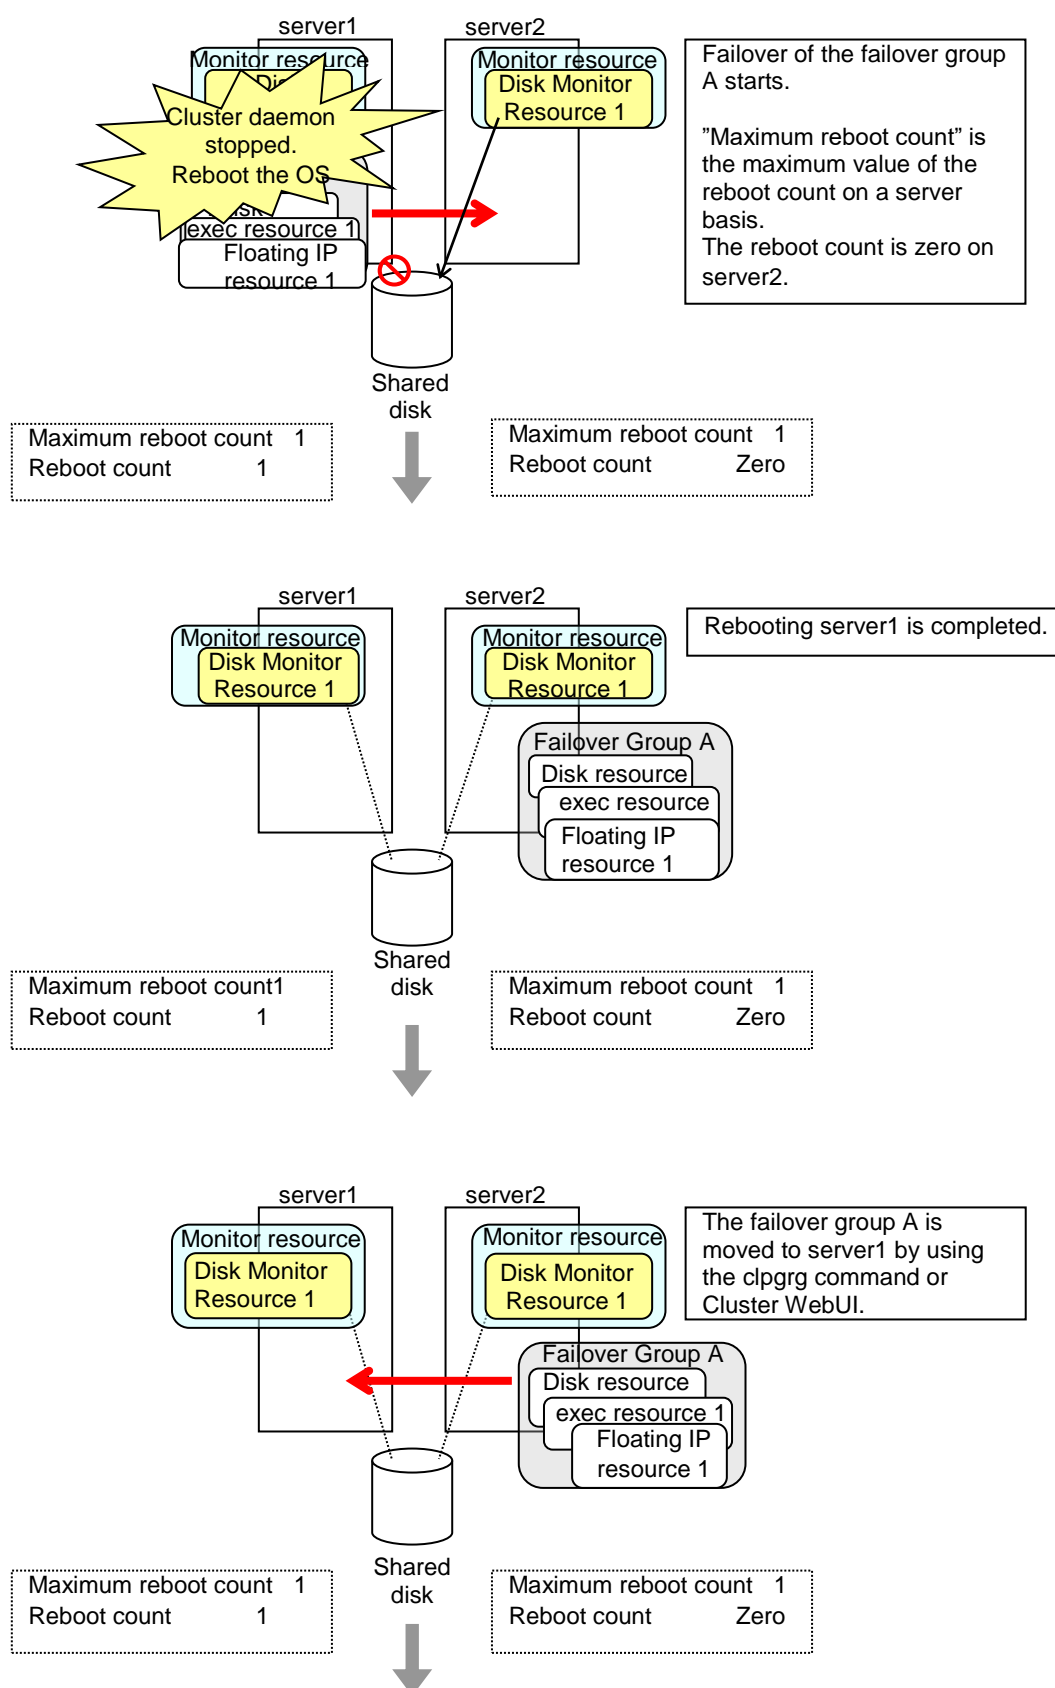 server1
server2
Monitor resource
Cluster daemon
stopped.
Reboot the OS
exec resource 1
Floating IP
resource 1
Monitor resource
Disk Monitor
Resource 1
Failover of the failover group
A starts.
”Maximum reboot count” is
the maximum value of the
reboot count on a server
basis.
The reboot count is zero on
server2.
Shared
disk
Maximum reboot count 1
Reboot count 1
Maximum reboot count 1
Reboot count Zero
server1
server2
Monitor resource
Disk Monitor
Resource 1
Monitor resource
Disk Monitor
Resource 1
Rebooting server1 is completed.
Failover Group A
Disk resource
exec resource
Floating IP
resource 1
Shared
disk
Maximum reboot count1
Reboot count 1
Maximum reboot count 1
Reboot count Zero
server1
server2
Monitor resource
Disk Monitor
Resource 1
Monitor resource
Disk Monitor
Resource 1
The failover group A is
moved to server1 by using
the clpgrg command or
Cluster WebUI.
Failover Group A
Disk resource
exec resource 1
Floating IP
resource 1
Shared
disk
Maximum reboot count 1
Reboot count 1
Maximum reboot count 1
Reboot count Zero